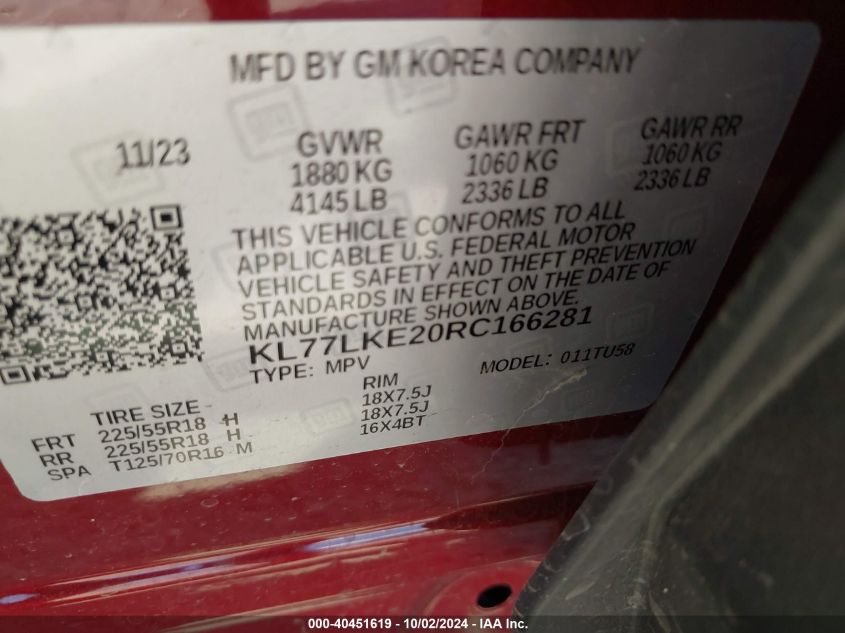 MFD BY GM KOREA COMPANY
11/23 GVWR GAWR FRT GAWR RR
1880 KG 1060 KG 1060 KG
4145 LB 2336 LB 2336 LB
THIS VEHICLE CONFORMS TO ALL
APPLICABLE U.S. FEDERAL MOTOR
VEHICLE SAFETY AND THEFT PREVENTION
STANDARDS IN EFFECT ON THE DATE OF
MANUFACTURE SHOWN ABOVE.
KL77LKE20RC166281
TYPE: MPV MODEL: 011TU58
TIRE SIZE RIM
FRT 225/55R18 H 18X7.5J
RR 225/55R18 H 18X7.5J
SPA T125/70R16 M 16X4BT
000-40451619 - 10/02/2024 - IAA Inc.